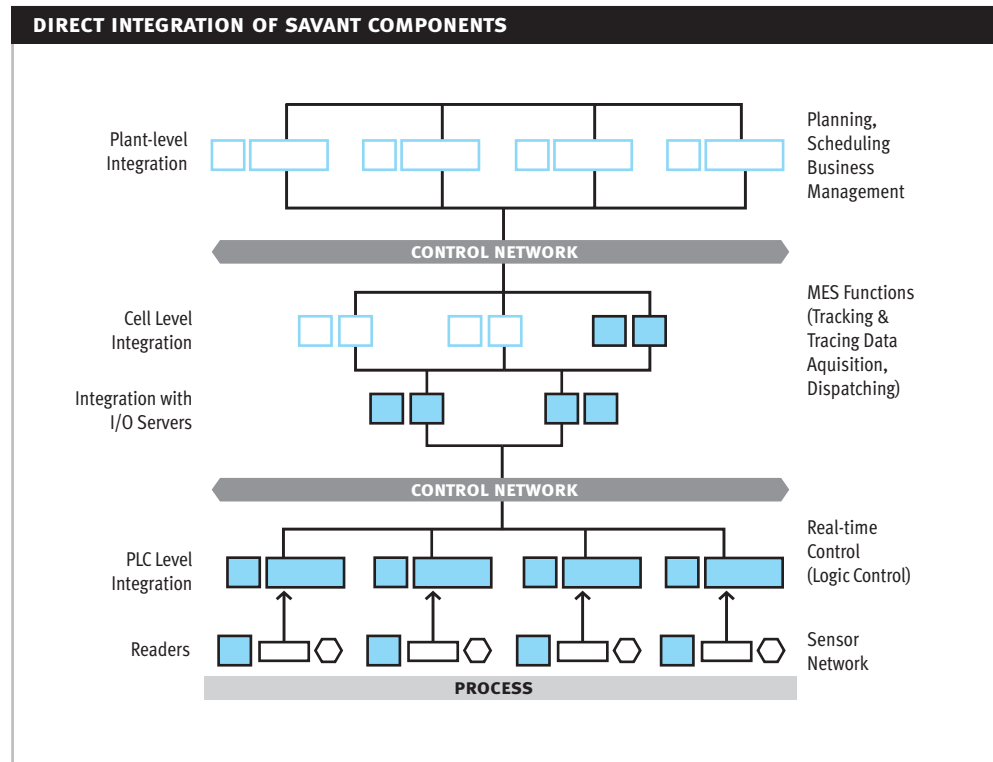 DIRECT INTEGRATION OF SAVANT COMPONENTS
Plant-level
Integration
Planning,
Scheduling
Business
Management
CONTROL NETWORK
Cell Level
Integration
MES Functions
(Tracking &
Tracing Data
Aquisition,
Dispatching)
Integration with
I/O Servers
CONTROL NETWORK
PLC Level
Integration
Real-time
Control
(Logic Control)
Readers
Sensor
Network
PROCESS